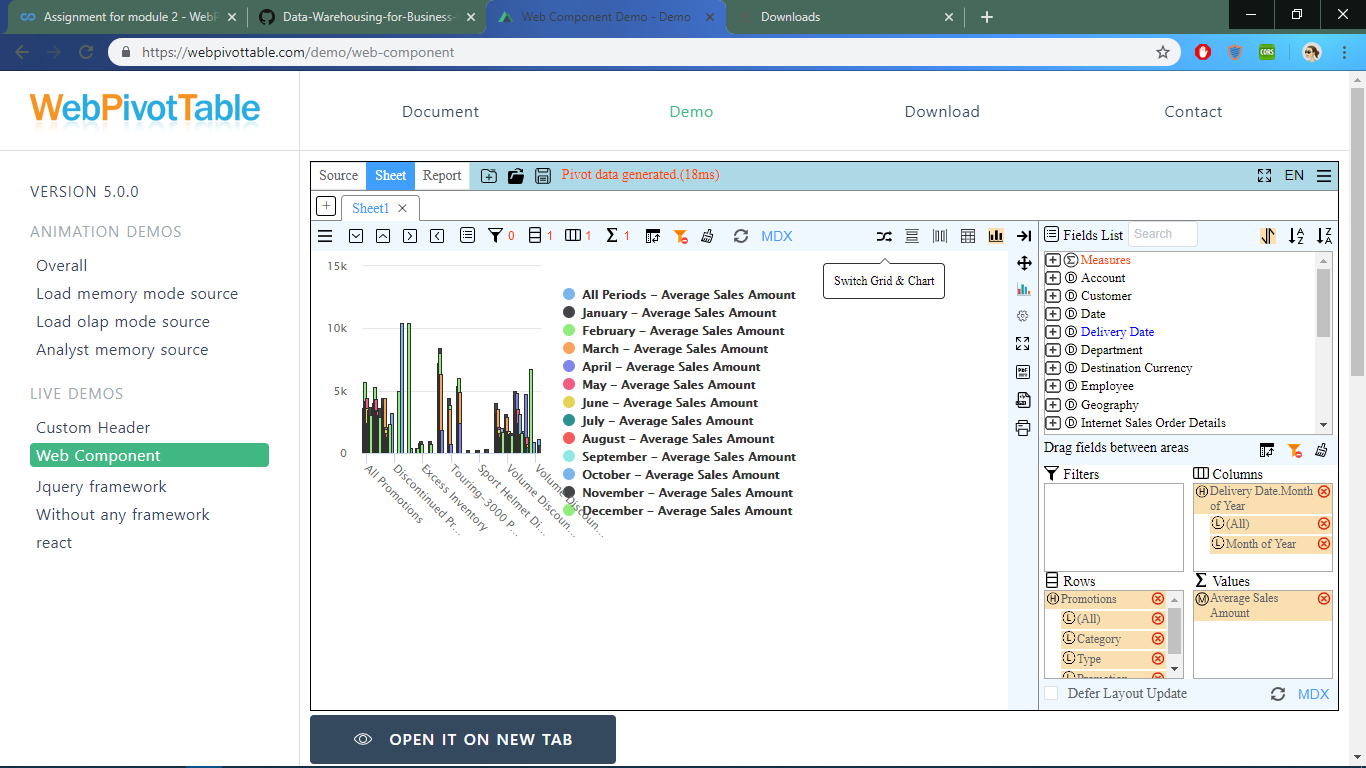 Assignment for module 2 - WebP
Data-Warehousing-for-Business-
Web Component Demo - Demo
Downloads
https://webpivottable.com/demo/web-component
CORS
WebPivotTable
Document
Demo
Download
Contact
VERSION 5.0.0
ANIMATION DEMOS
Overall
Load memory mode source
Load olap mode source
Analyst memory source
LIVE DEMOS
Custom Header
Web Component
Jquery framework
Without any framework
react
Source
Sheet
Report
Pivot data generated.(18ms)
EN
Sheet1
0
1
1
1
MDX
Switch Grid & Chart
15k
10k
5k
0
All Promotions
Discontinued Pr...
Excess Inventory
Touring-3000 P...
Sport Helmet Di...
Volume Discoun...
Volume Discoun...
All Periods - Average Sales Amount
January - Average Sales Amount
February - Average Sales Amount
March - Average Sales Amount
April - Average Sales Amount
May - Average Sales Amount
June - Average Sales Amount
July - Average Sales Amount
August - Average Sales Amount
September - Average Sales Amount
October - Average Sales Amount
November - Average Sales Amount
December - Average Sales Amount
Fields List
Search
Measures
Account
Customer
Date
Delivery Date
Department
Destination Currency
Employee
Geography
Internet Sales Order Details
Drag fields between areas
Filters
Columns
Delivery Date.Month
of Year
(All)
Month of Year
Rows
Promotions
(All)
Category
Type
Promotion
Values
Average Sales
Amount
Defer Layout Update
MDX
OPEN IT ON NEW TAB